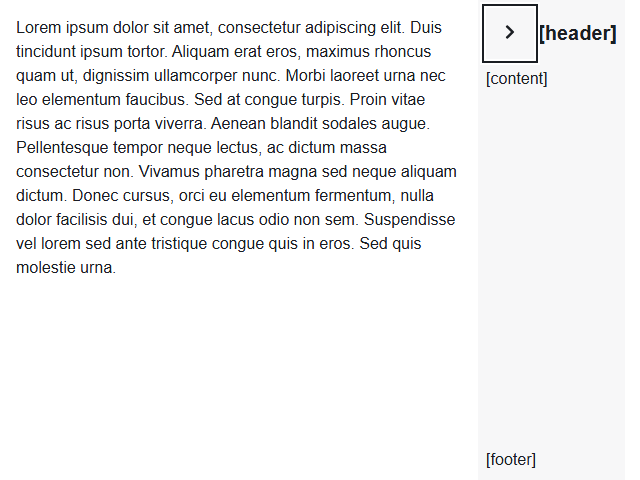 Lorem ipsum dolor sit amet, consectetur adipiscing elit. Duis
tincidunt ipsum tortor. Aliquam erat eros, maximus rhoncus
quam ut, dignissim ullamcorper nunc. Morbi laoreet urna nec
leo elementum faucibus. Sed at congue turpis. Proin vitae
risus ac risus porta viverra. Aenean blandit sodales augue.
Pellentesque tempor neque lectus, ac dictum massa
consectetur non. Vivamus pharetra magna sed neque aliquam
dictum. Donec cursus, orci eu elementum fermentum, nulla
dolor facilisis dui, et congue lacus odio non sem. Suspendisse
vel lorem sed ante tristique congue quis in eros. Sed quis
molestie urna.
[header]
[content]
[footer]